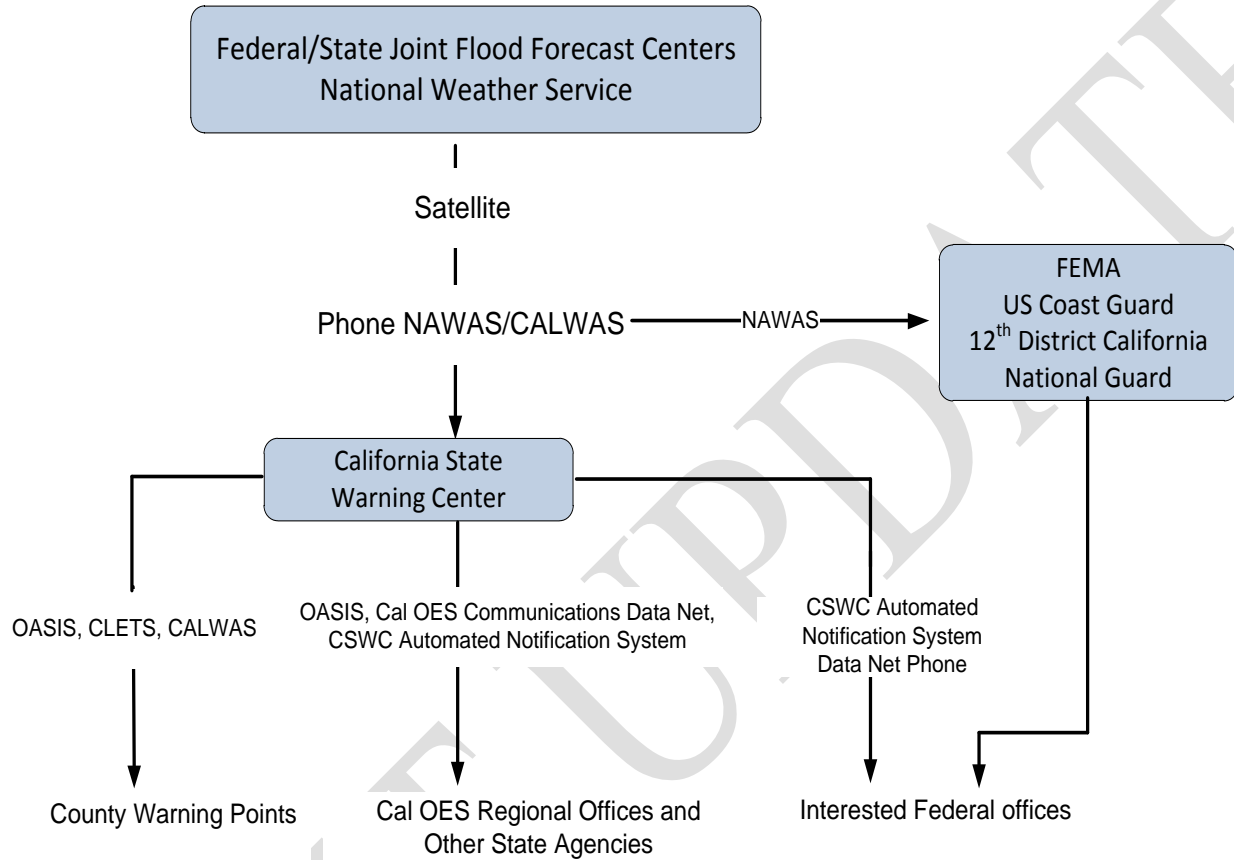 Federal/State Joint Flood Forecast Centers
National Weather Service
Satellite
Phone NAWAS/CALWAS
NAWAS
FEMA
US Coast Guard
12th District California
National Guard
California State
Warning Center
OASIS, CLETS, CALWAS
OASIS, Cal OES Communications Data Net,
CSWC Automated Notification System
CSWC Automated
Notification System
Data Net Phone
County Warning Points
Cal OES Regional Offices and
Other State Agencies
Interested Federal offices